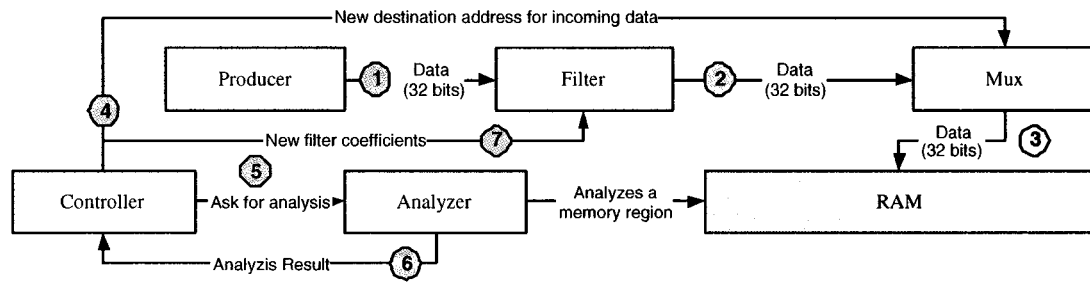 New destination address for incoming data
Producer
1
Data
(32 bits)
Filter
2
Data
(32 bits)
Mux
4
New filter coefficients
7
Data
(32 bits)
3
5
Controller
Ask for analysis
Analyzer
Analyzes a
memory region
RAM
Analyzis Result
6